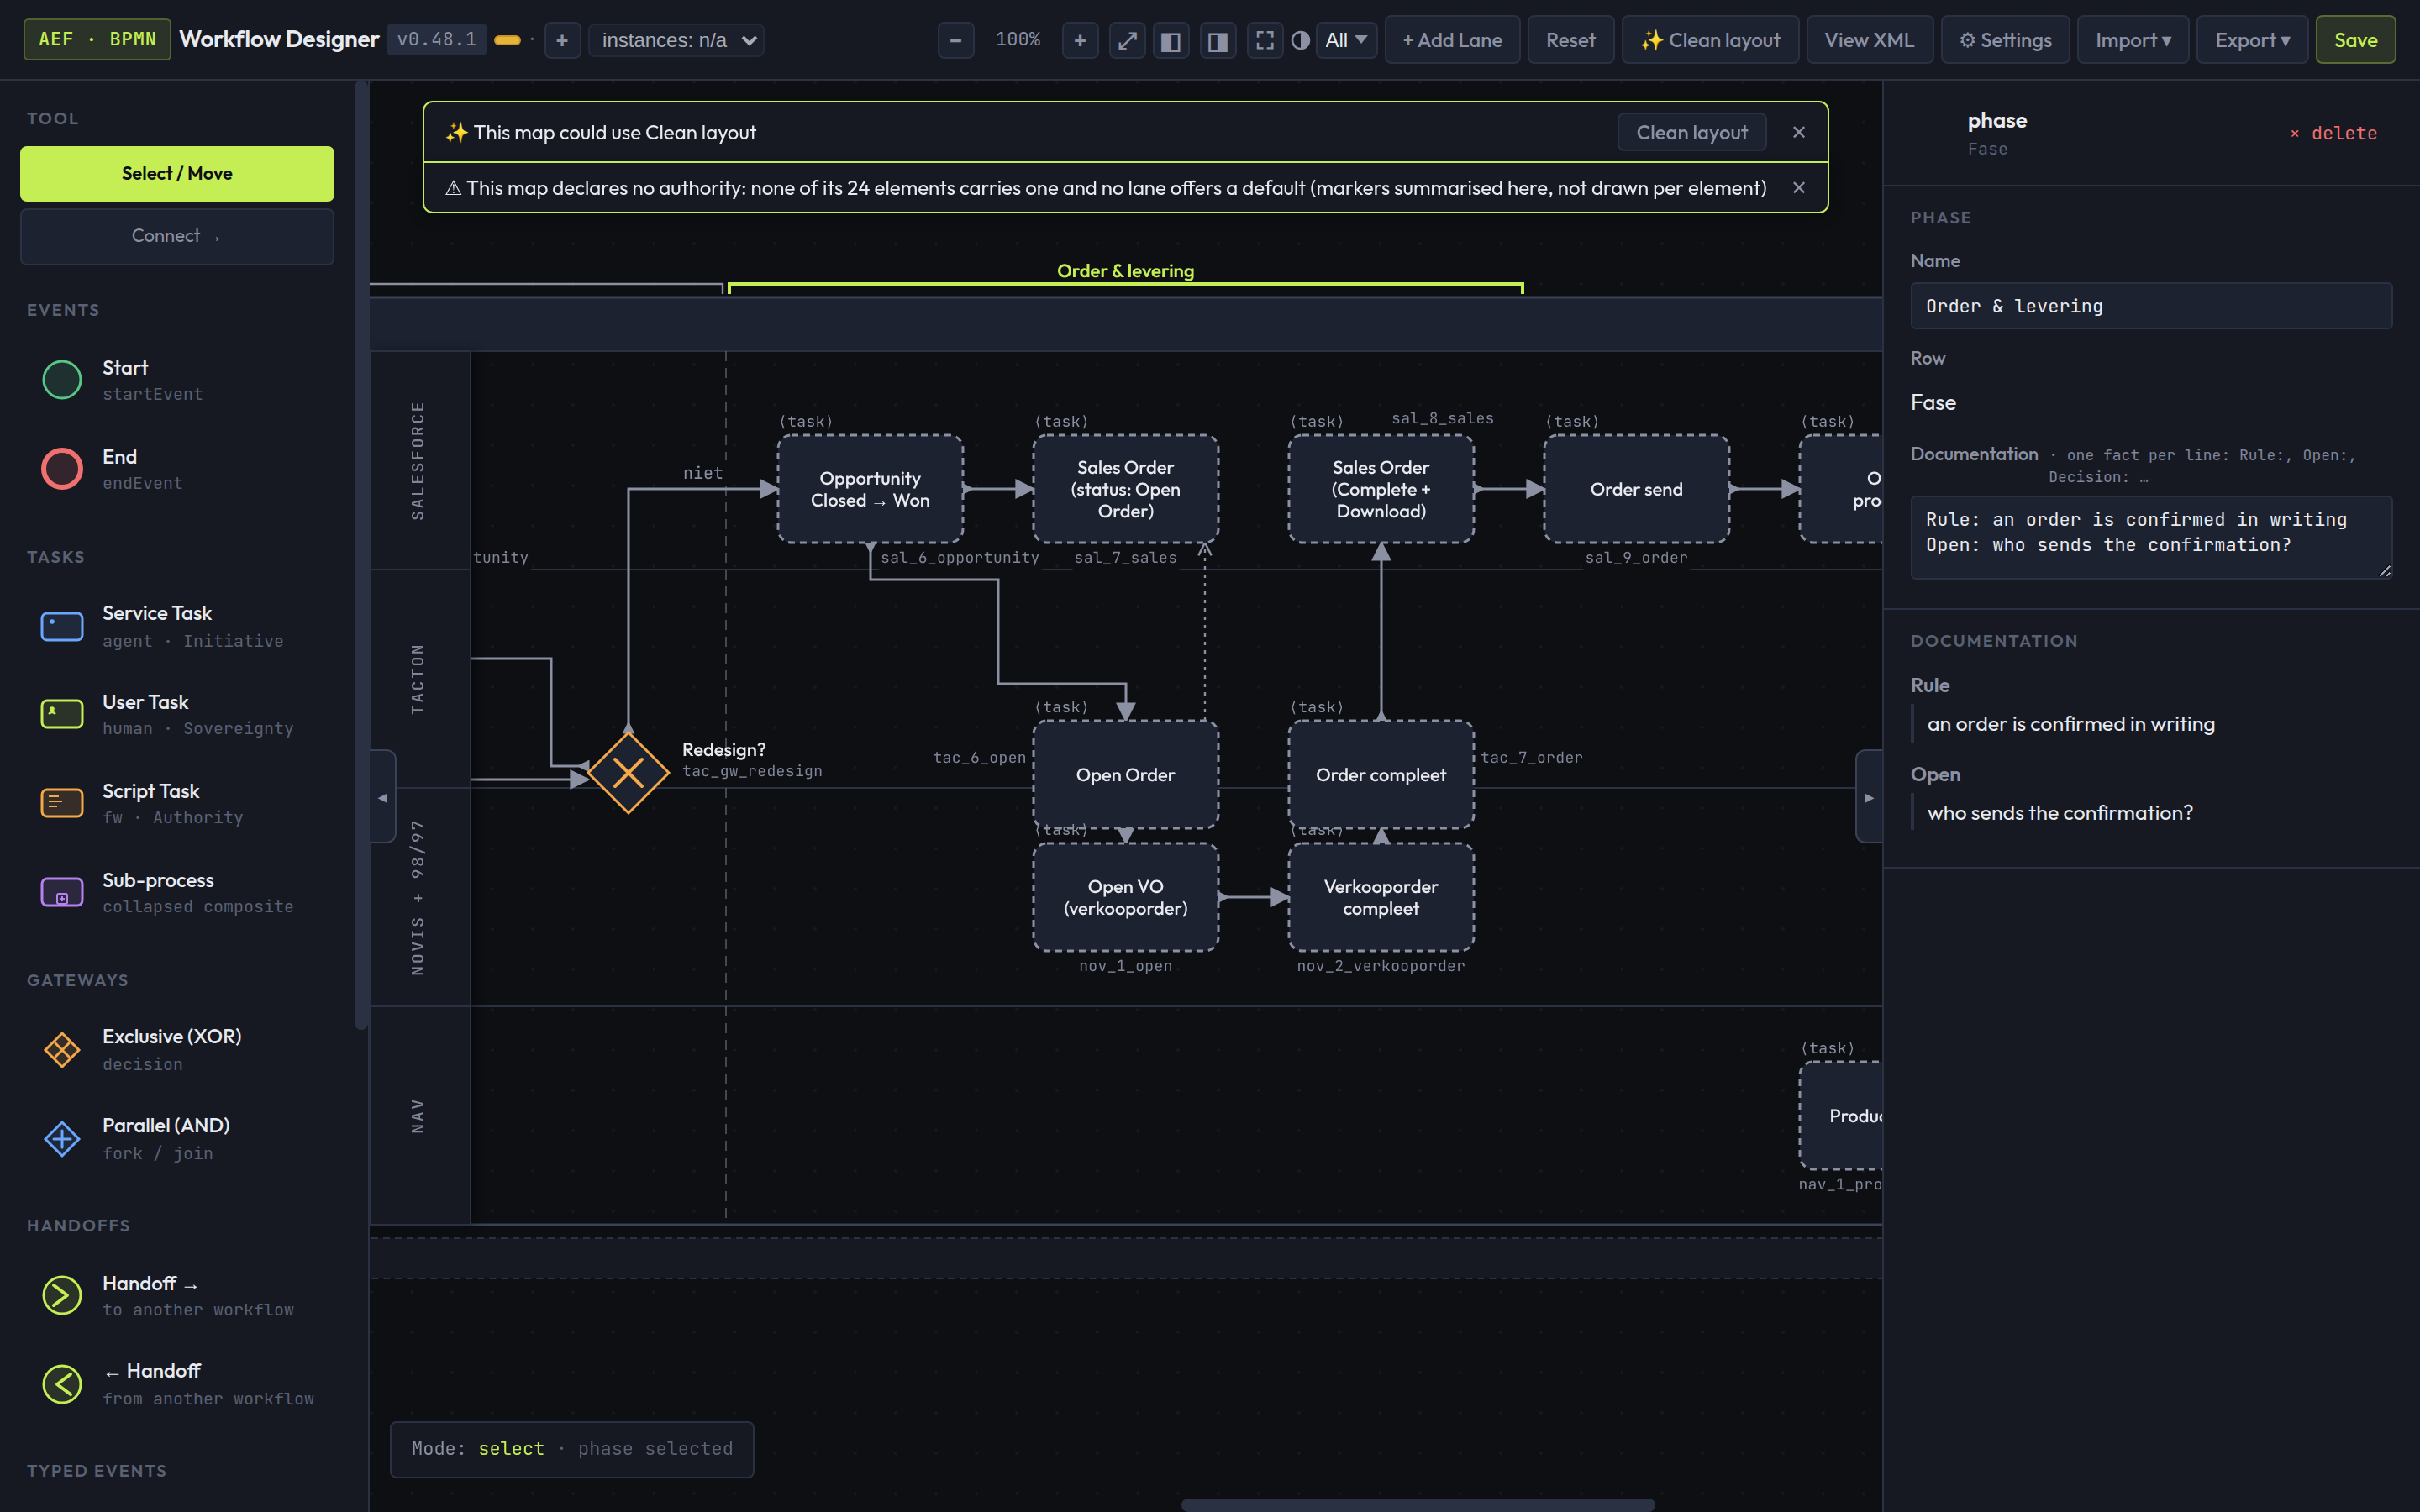 AEF · BPMN Workflow Designer v0.48.1 · + instances: n/a − 100% + All + Add Lane Reset ✨ Clean layout View XML ⚙ Settings Import ▾ Export ▾ Save
TOOL
Select / Move
Connect →
EVENTS
Start
startEvent
End
endEvent
TASKS
Service Task
agent · Initiative
User Task
human · Sovereignty
Script Task
fw · Authority
Sub-process
collapsed composite
GATEWAYS
Exclusive (XOR)
decision
Parallel (AND)
fork / join
HANDOFFS
Handoff →
to another workflow
← Handoff
from another workflow
TYPED EVENTS
✨ This map could use Clean layout
Clean layout ×
⚠ This map declares no authority: none of its 24 elements carries one and no lane offers a default (markers summarised here, not drawn per element) ×
Order & levering
SALESFORCE
TACTON
NOVIS + 98/97
NAV
niet
tunity
⟨task⟩
Opportunity
Closed → Won
sal_6_opportunity
⟨task⟩
Sales Order
(status: Open
Order)
sal_7_sales
⟨task⟩
sal_8_sales
Sales Order
(Complete +
Download)
⟨task⟩
Order send
sal_9_order
⟨task⟩
O
pro
Redesign?
tac_gw_redesign
⟨task⟩
tac_6_open
Open Order
⟨task⟩
Order compleet
tac_7_order
⟨task⟩
Open VO
(verkooporder)
nov_1_open
⟨task⟩
Verkooporder
compleet
nov_2_verkooporder
⟨task⟩
Produ
nav_1_pro
Mode: select · phase selected
phase
Fase
× delete
PHASE
Name
Order & levering
Row
Fase
Documentation · one fact per line: Rule:, Open:,
Decision: …
Rule: an order is confirmed in writing
Open: who sends the confirmation?
DOCUMENTATION
Rule
an order is confirmed in writing
Open
who sends the confirmation?